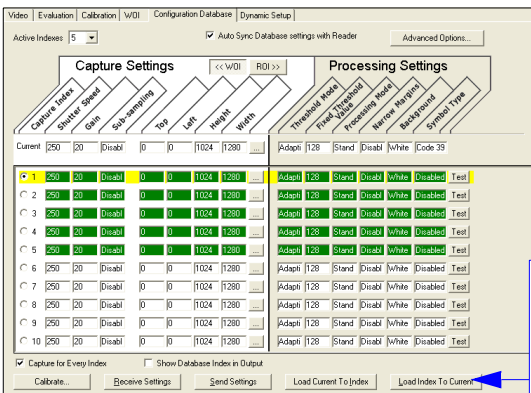 Video Evaluation Calibration WOI Configuration Database Dynamic Setup
Active Indexes 5 Auto Sync Database settings with Reader Advanced Options...
Capture Settings << WOI ROI >> Processing Settings
Capture Index Shutter Speed Gain Sub-sampling Top Left Height Width Threshold Mode Fixed Threshold Value Processing Mode Narrow Margins Background Symbol Type
Current 250 20 Disabl 0 0 1024 1280 ... Adapti 128 Stand Disabl White Code 39
1 250 20 Disabl 0 0 1024 1280 ... Adapti 128 Stand Disabl White Disabled Test
2 250 20 Disabl 0 0 1024 1280 ... Adapti 128 Stand Disabl White Disabled Test
3 250 20 Disabl 0 0 1024 1280 ... Adapti 128 Stand Disabl White Disabled Test
4 250 20 Disabl 0 0 1024 1280 ... Adapti 128 Stand Disabl White Disabled Test
5 250 20 Disabl 0 0 1024 1280 ... Adapti 128 Stand Disabl White Disabled Test
6 250 20 Disabl 0 0 1024 1280 ... Adapti 128 Stand Disabl White Disabled Test
7 250 20 Disabl 0 0 1024 1280 ... Adapti 128 Stand Disabl White Disabled Test
8 250 20 Disabl 0 0 1024 1280 ... Adapti 128 Stand Disabl White Disabled Test
9 250 20 Disabl 0 0 1024 1280 ... Adapti 128 Stand Disabl White Disabled Test
10 250 20 Disabl 0 0 1024 1280 ... Adapti 128 Stand Disabl White Disabled Test
Capture for Every Index Show Database Index in Output
Calibrate... Receive Settings Send Settings Load Current To Index Load Index To Current